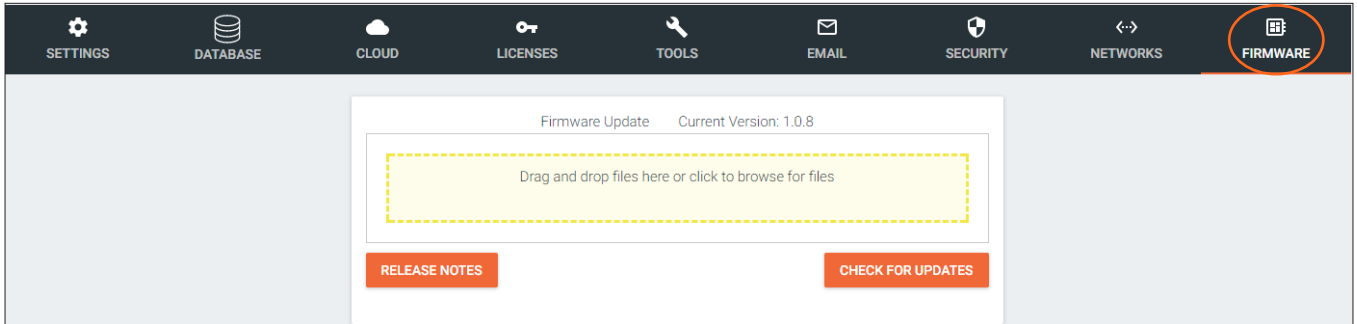 SETTINGS DATABASE CLOUD LICENSES TOOLS EMAIL SECURITY NETWORKS FIRMWARE
Firmware Update Current Version: 1.0.8
Drag and drop files here or click to browse for files
RELEASE NOTES CHECK FOR UPDATES